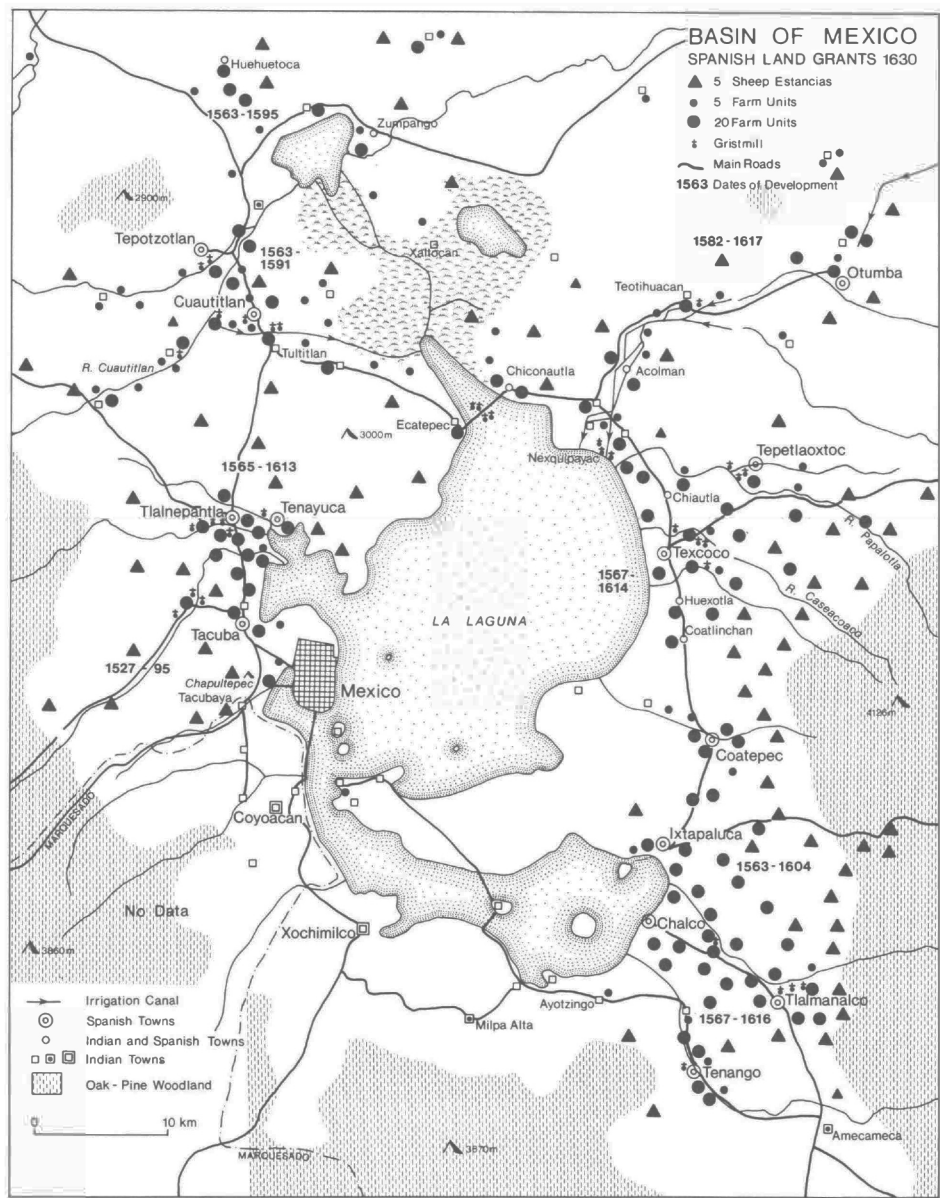 BASIN OF MEXICO
SPANISH LAND GRANTS 1630
5 Sheep Estancias
5 Farm Units
20 Farm Units
Gristmill
Main Roads
1563 Dates of Development
Huehuetoca
1563-1595
Zumpango
2900m
Tepotzotlan
1563-
1591
Xaltocan
1582-1617
Otumba
Teotihuacan
Cuautitlan
Tultitlan
R. Cuautitlan
Chiconautla
Acolman
Ecatepec
3000m
Nexquipayac
Tepetlaoxtoc
1565-1613
Chiautla
Tlalnepantla
Tenayuca
R. Papalotla
Texcoco
1567-
1614
R. Caseacoaco
Huexotla
LA LAGUNA
Coatlinchan
Tacuba
1527-95
Chapultepec
Mexico
Tacubaya
4126m
Coatepec
MARQUESADO
Coyoacan
Ixtapaluca
1563-1604
No Data
Chalco
Xochimilco
3860m
Tlalmanalco
Ayotzingo
1567-1616
Milpa Alta
Tenango
Amecameca
3670m
MARQUESADO
Irrigation Canal
Spanish Towns
Indian and Spanish Towns
Indian Towns
Oak-Pine Woodland
0 10 km